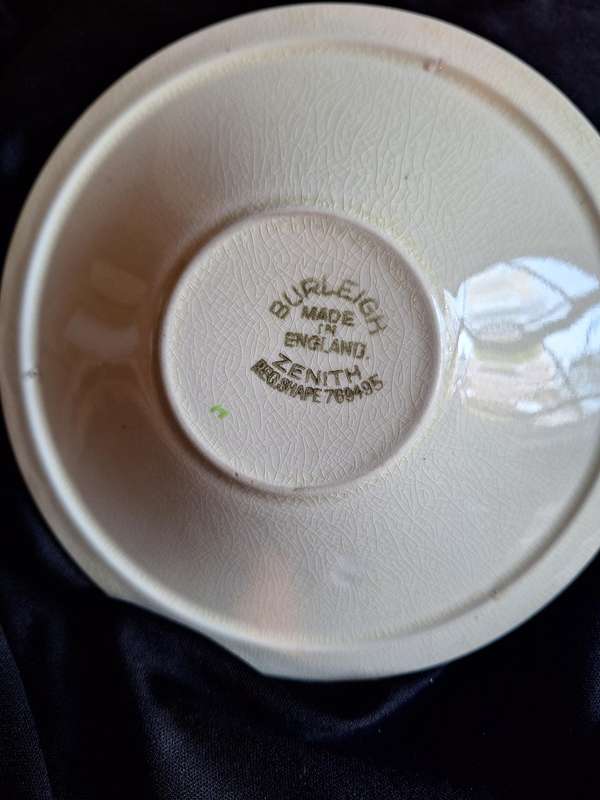 BURLEIGH
MADE
IN
ENGLAND.
ZENITH
REG.SHAPE 769495